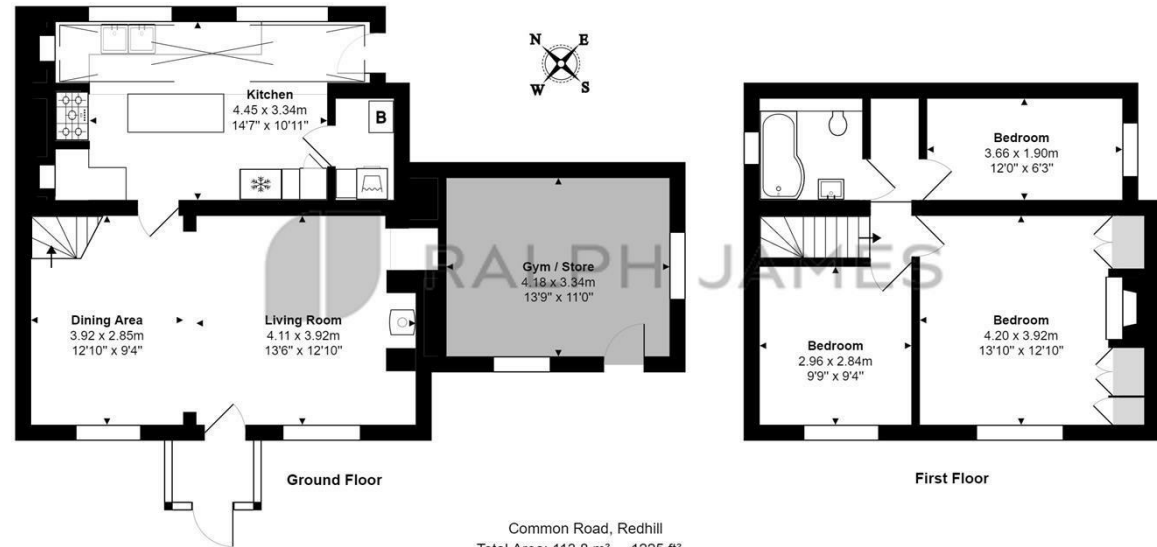 N E
W S
Kitchen
4.45 x 3.34m
14'7" x 10'11"
B
Gym / Store
4.18 x 3.34m
13'9" x 11'0"
Dining Area
3.92 x 2.85m
12'10" x 9'4"
Living Room
4.11 x 3.92m
13'6" x 12'10"
Ground Floor
RALPH JAMES
Bedroom
3.66 x 1.90m
12'0" x 6'3"
Bedroom
2.96 x 2.84m
9'9" x 9'4"
Bedroom
4.20 x 3.92m
13'10" x 12'10"
First Floor
Common Road, Redhill